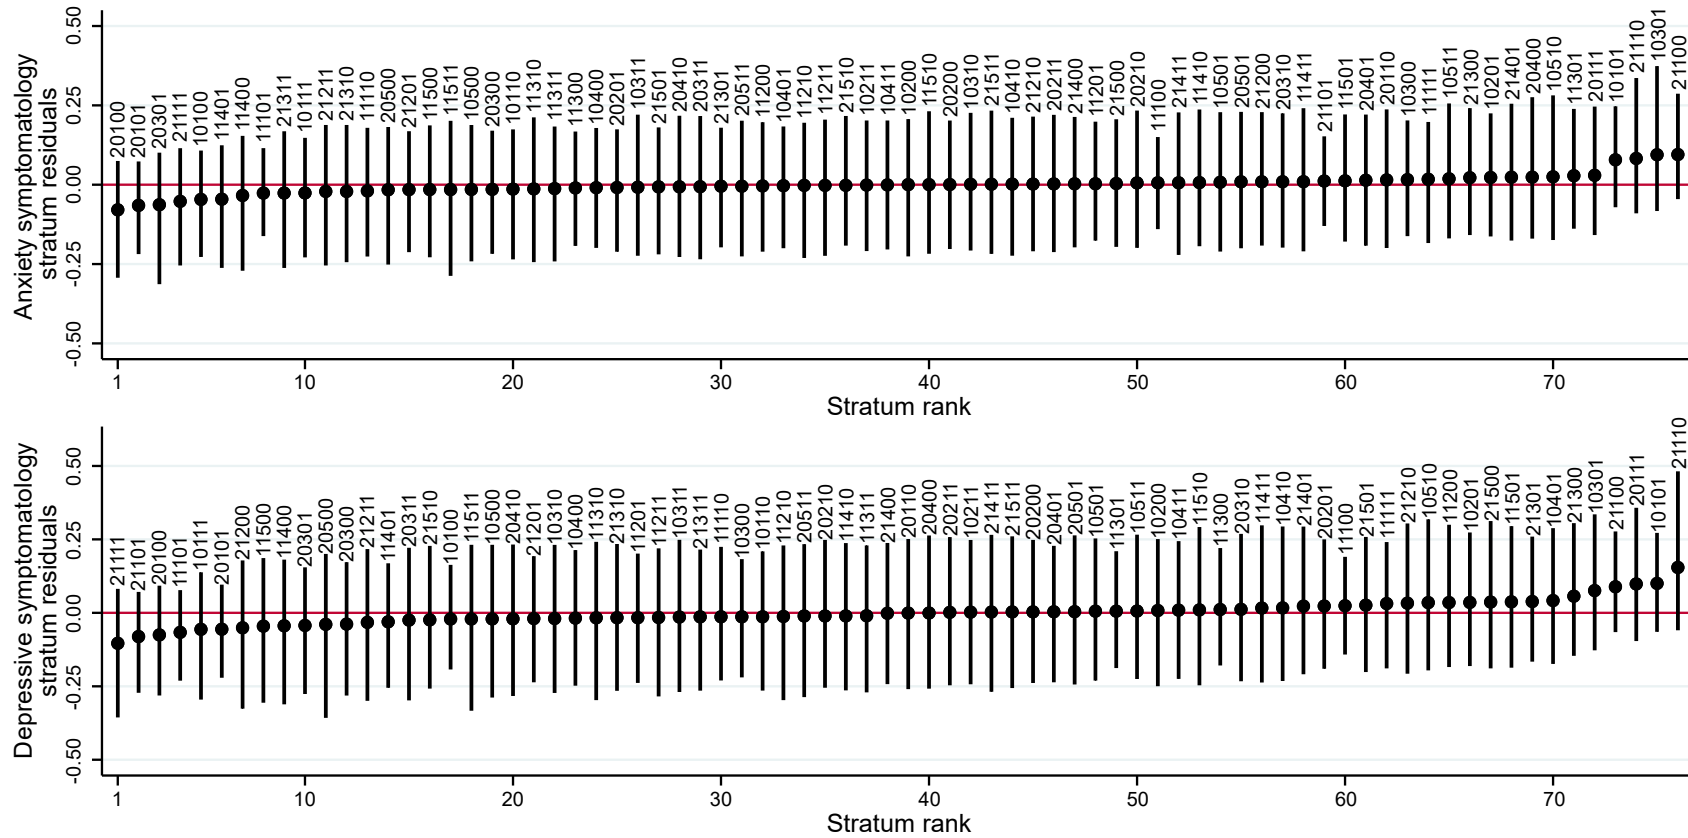 Anxiety symptomatology
stratum residuals
0.50
0.25
0.00
-0.25
-0.50
20100 20101 20301 21111 10100 11401 11400 11101 21311 10111 21211 21310 11110 20500 21201 11500 11511 10500 20300 10110 11310 11311 11300 10400 20201 10311 21501 20410 20311 21301 20511 11200 10401 11210 11211 21510 10211 10411 10200 11510 20200 10310 21511 10410 21210 20211 21400 11201 21500 20210 11100 21411 11410 10501 20501 21200 20310 11411 21101 11501 20401 20110 10300 11111 10511 21300 10201 21401 20400 10510 11301 20111 10101 21110 10301 21100
1 10 20 30 40 50 60 70
Stratum rank
Depressive symptomatology
stratum residuals
0.50
0.25
0.00
-0.25
-0.50
21111 21101 20100 11101 10111 20101 21200 11500 11400 20301 20500 20300 21211 11401 20311 21510 10100 11511 10500 20410 21201 20310 10400 11310 21310 11201 11211 10311 21311 11110 10300 10110 11210 20511 20210 11410 11311 21400 20110 20400 20211 10211 21411 21511 20200 20401 20501 10501 11301 10511 10200 10411 11510 11300 20310 11411 10410 21401 20201 11100 21501 11111 21210 10510 11200 10201 21500 11501 21301 10401 21300 10301 21100 20111 10101 21110
1 10 20 30 40 50 60 70
Stratum rank